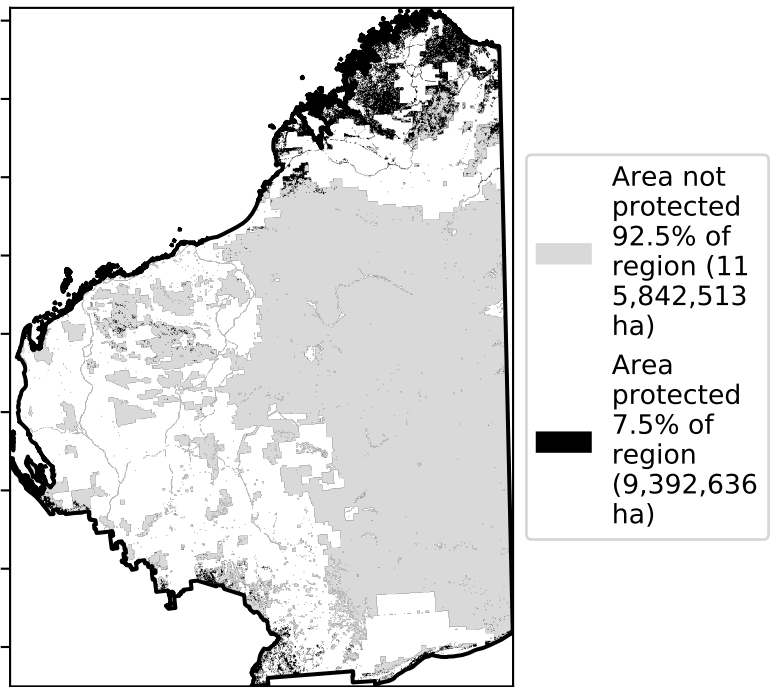 Area not
protected
92.5% of
region (11
5,842,513
ha)
Area
protected
7.5% of
region
(9,392,636
ha)